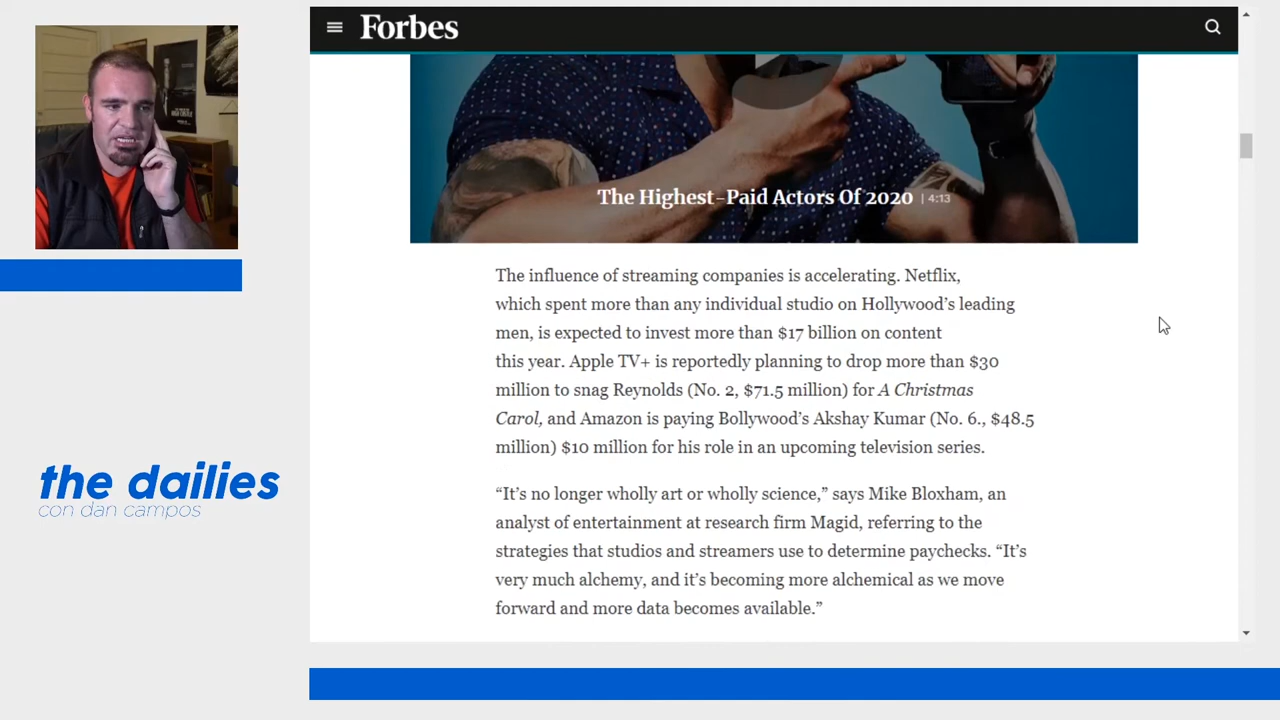 Forbes
The Highest-Paid Actors Of 2020 | 4:13
The influence of streaming companies is accelerating. Netflix,
which spent more than any individual studio on Hollywood’s leading
men, is expected to invest more than $17 billion on content
this year. Apple TV+ is reportedly planning to drop more than $30
million to snag Reynolds (No. 2, $71.5 million) for A Christmas
Carol, and Amazon is paying Bollywood’s Akshay Kumar (No. 6., $48.5
million) $10 million for his role in an upcoming television series.
“It’s no longer wholly art or wholly science,” says Mike Bloxham, an
analyst of entertainment at research firm Magid, referring to the
strategies that studios and streamers use to determine paychecks. “It’s
very much alchemy, and it’s becoming more alchemical as we move
forward and more data becomes available.”
the dailies
con dan campos